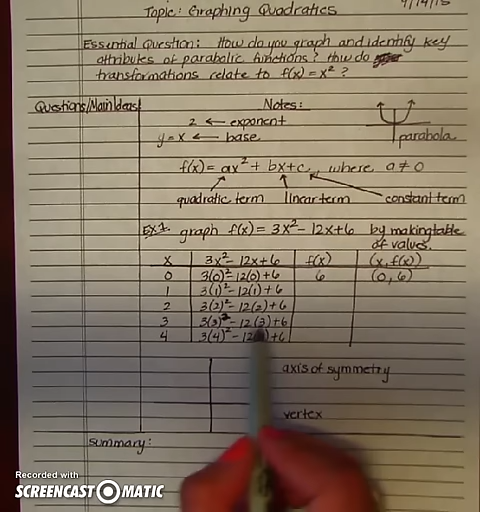 Topic: Graphing Quadratics
9/14/15
Essential Question: How do you graph and identify key
attributes of parabolic functions? How do
transformations relate to f(x) = x²?
Questions/Main Ideas
Notes:
2 ← exponent
y = x ← base
parabola
f(x) = ax² + bx + c, where a ≠ 0
quadratic term linear term constant term
Ex 1. graph f(x) = 3x² - 12x + 6 by making table
of values.
x 3x² - 12x + 6 f(x) (x, f(x))
0 3(0)² - 12(0) + 6 6 (0, 6)
1 3(1)² - 12(1) + 6
2 3(2)² - 12(2) + 6
3 3(3)² - 12(3) + 6
4 3(4)² - 12 ) + 6
axis of symmetry
vertex
summary:
Recorded with
SCREENCAST-O-MATIC